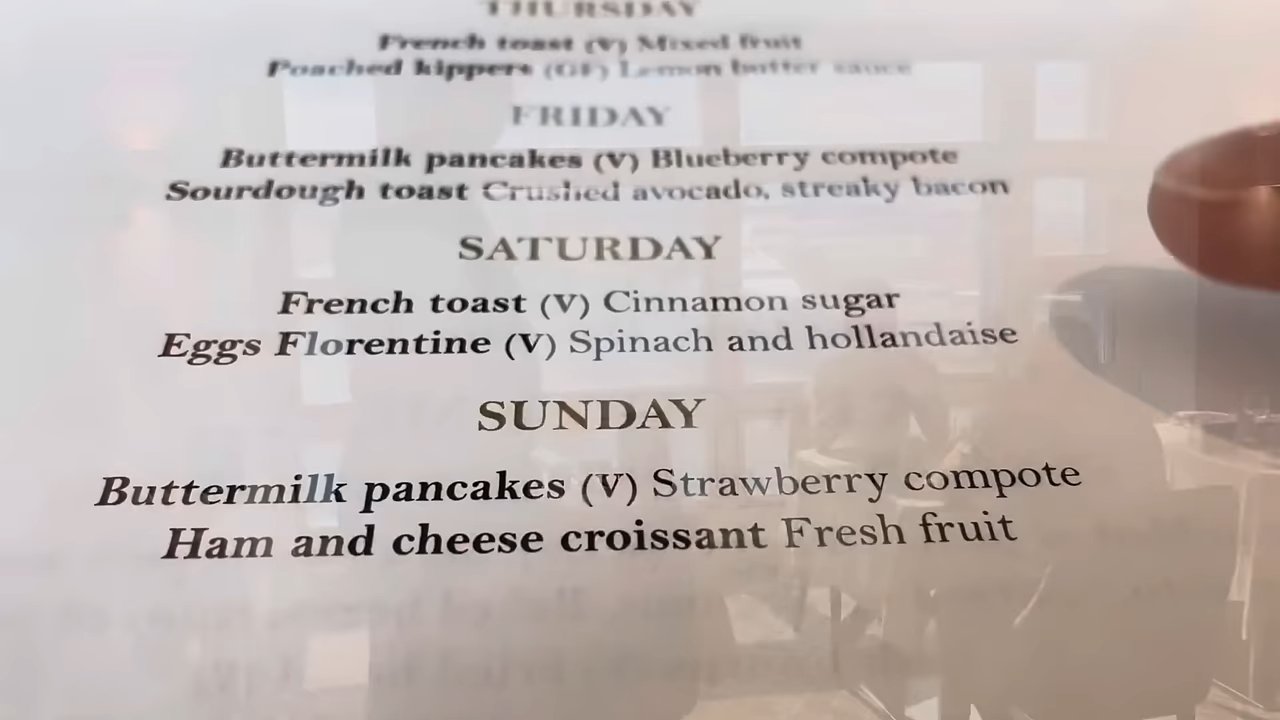 THURSDAY
French toast (V) Mixed fruit
Poached kippers (GF) Lemon butter sauce
FRIDAY
Buttermilk pancakes (V) Blueberry compote
Sourdough toast Crushed avocado, streaky bacon
SATURDAY
French toast (V) Cinnamon sugar
Eggs Florentine (V) Spinach and hollandaise
SUNDAY
Buttermilk pancakes (V) Strawberry compote
Ham and cheese croissant Fresh fruit